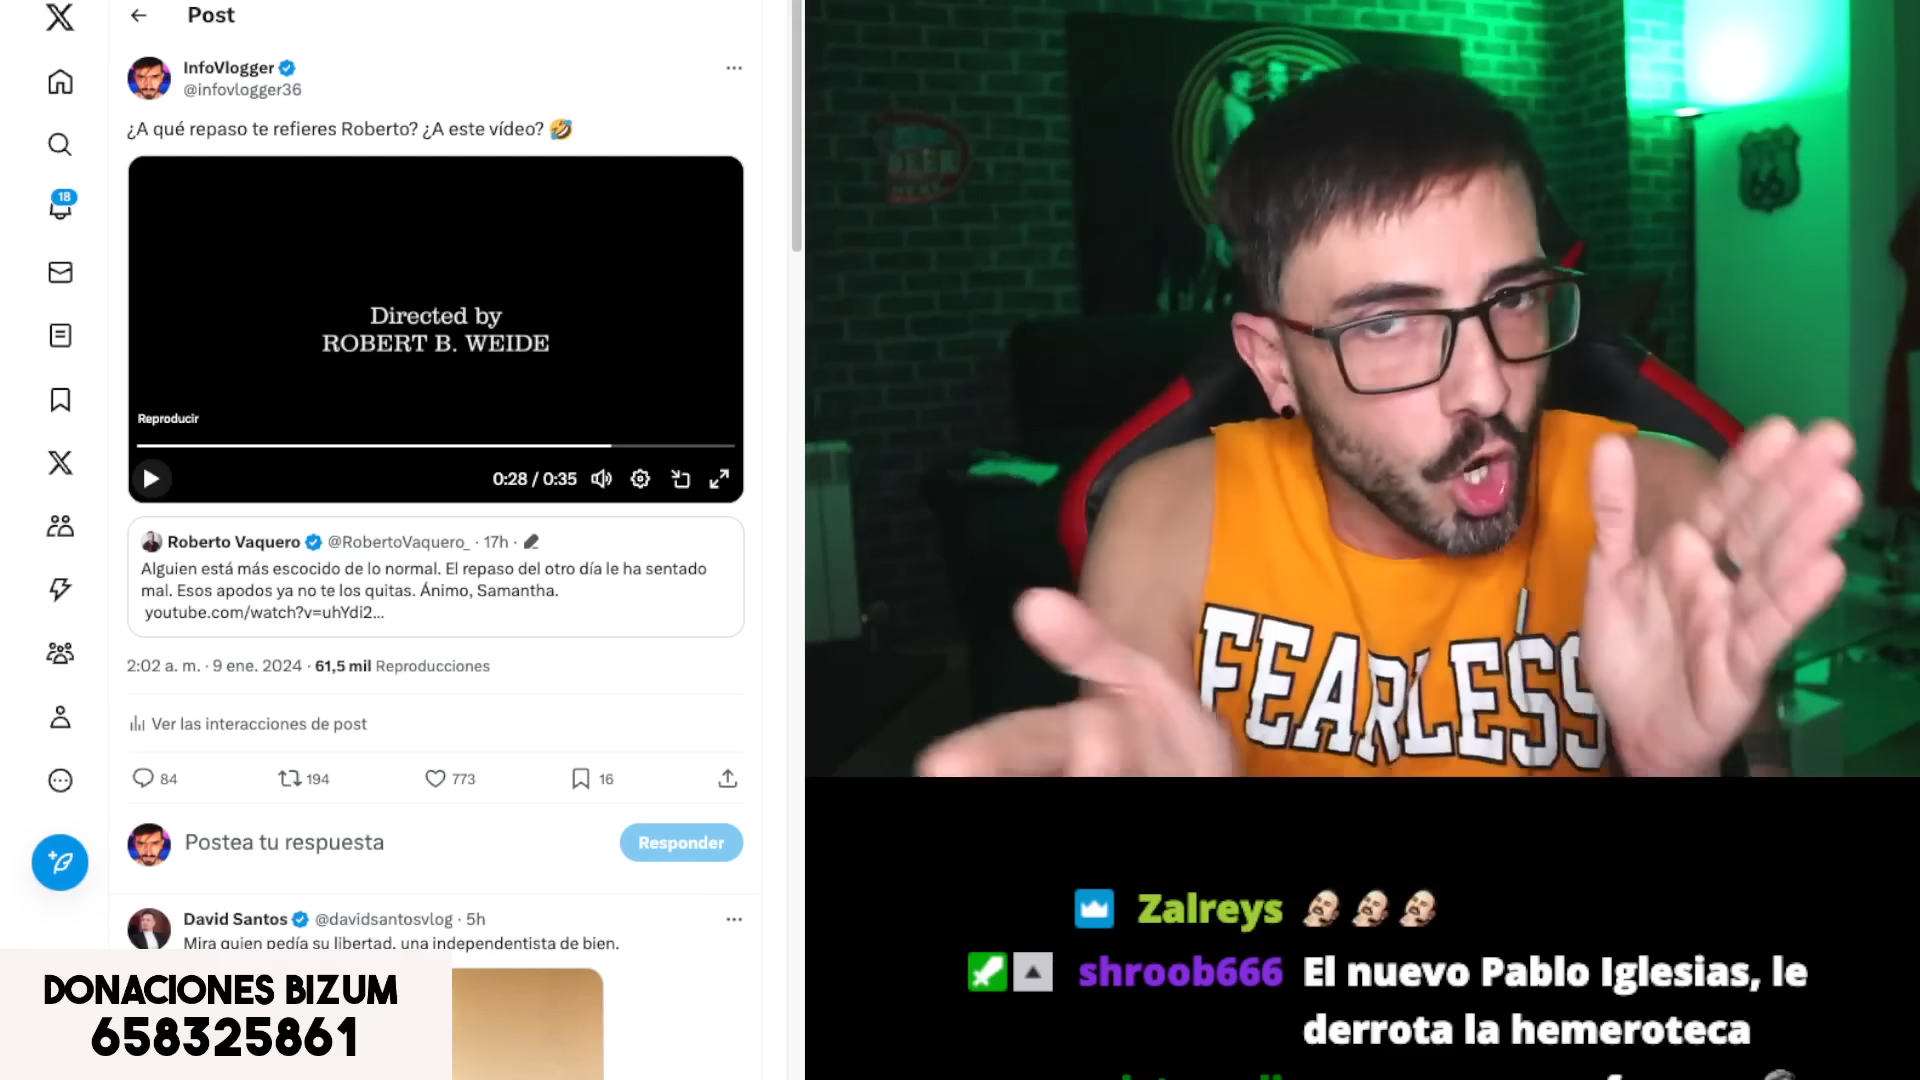 Post
InfoVlogger
@infovlogger36
¿A qué repaso te refieres Roberto? ¿A este vídeo? 🤣
18
Directed by
ROBERT B. WEIDE
Reproducir
0:28 / 0:35
Roberto Vaquero @RobertoVaquero_ · 17h ·
Alguien está más escocido de lo normal. El repaso del otro día le ha sentado
mal. Esos apodos ya no te los quitas. Ánimo, Samantha.
youtube.com/watch?v=uhYdi2...
2:02 a. m. · 9 ene. 2024 · 61,5 mil Reproducciones
Ver las interacciones de post
84 194 773 16
Postea tu respuesta
Responder
David Santos @davidsantosvlog · 5h
Mira quien pedía su libertad, una independentista de bien.
DONACIONES BIZUM
658325861
66
FEARLESS
Zalreys
shroob666 El nuevo Pablo Iglesias, le
derrota la hemeroteca